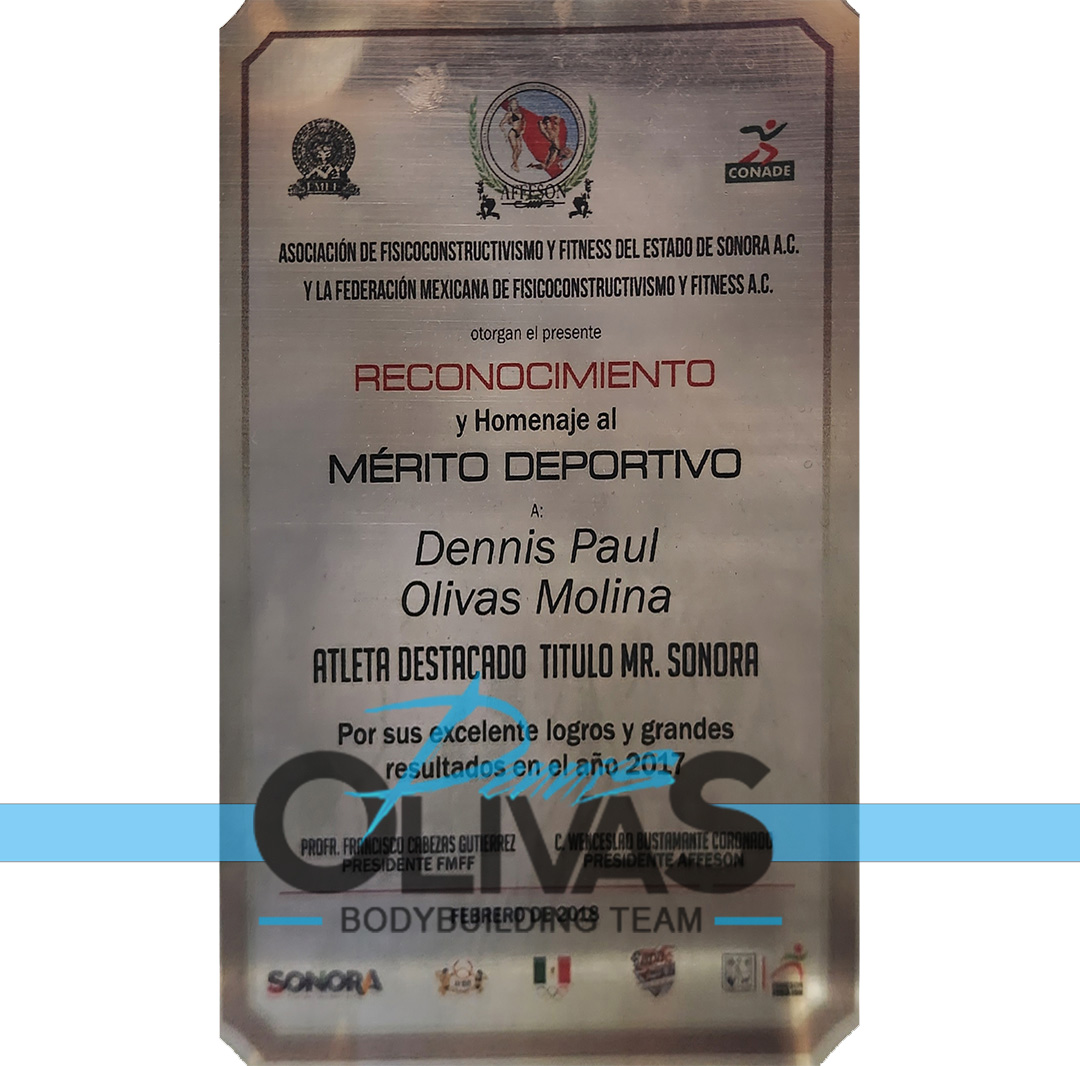 FMFF
AFFESON
CONADE
ASOCIACIÓN DE FISICOCONSTRUCTIVISMO Y FITNESS DEL ESTADO DE SONORA A.C.
Y LA FEDERACIÓN MEXICANA DE FISICOCONSTRUCTIVISMO Y FITNESS A.C.
otorgan el presente
RECONOCIMIENTO
y Homenaje al
MÉRITO DEPORTIVO
A:
Dennis Paul
Olivas Molina
ATLETA DESTACADO TITULO MR. SONORA
Por sus excelente logros y grandes
resultados en el año 2017
Dennis
OLIVAS
PROFR. FRANCISCO CABEZAS GUTIERREZ
PRESIDENTE FMFF
C. WENCESLAO BUSTAMANTE CORONADO
PRESIDENTE AFFESON
FEBRERO DE 2018
BODYBUILDING TEAM
SONORA